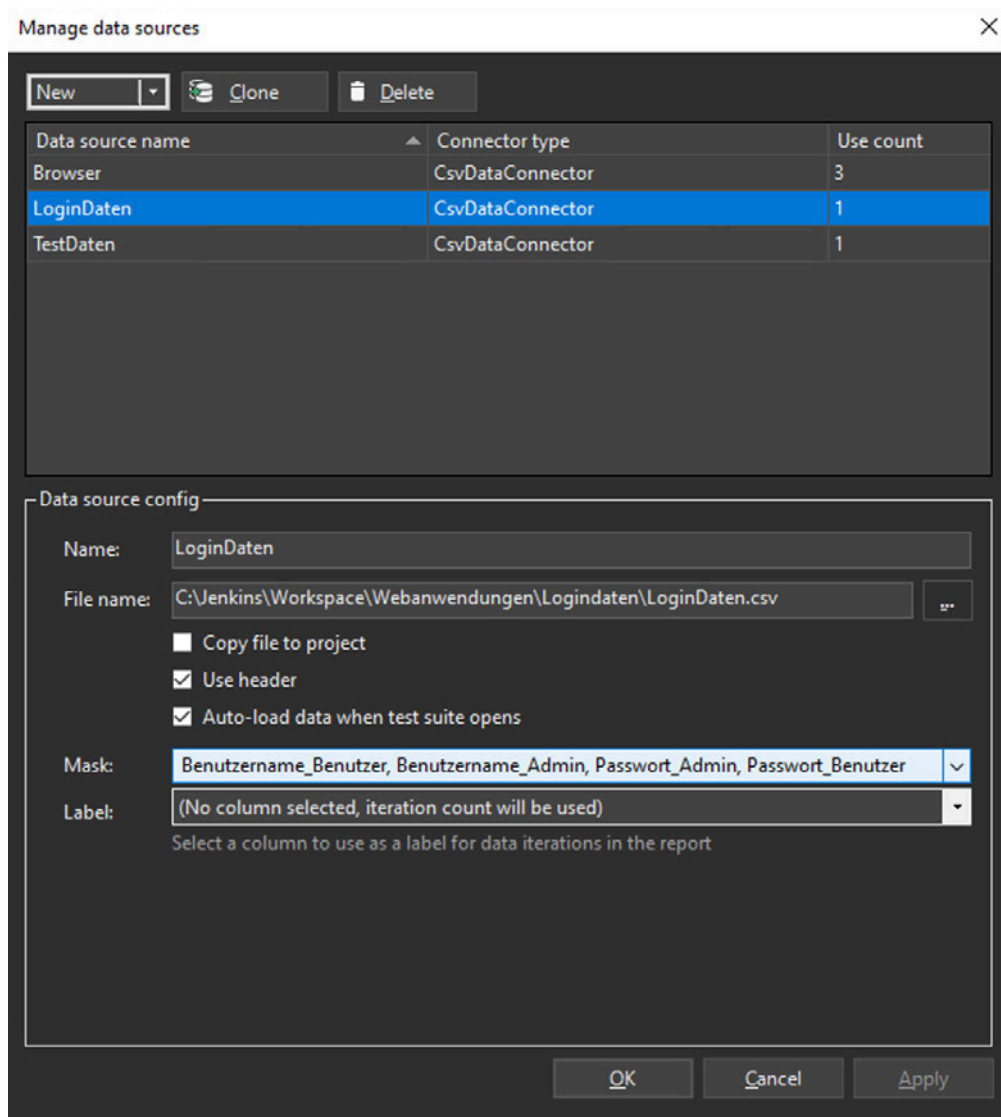 Manage data sources
New Clone Delete
Data source name Connector type Use count
Browser CsvDataConnector 3
LoginDaten CsvDataConnector 1
TestDaten CsvDataConnector 1
Data source config
Name: LoginDaten
File name: C:\Jenkins\Workspace\Webanwendungen\Logindaten\LoginDaten.csv ...
Copy file to project
Use header
Auto-load data when test suite opens
Mask: Benutzername_Benutzer, Benutzername_Admin, Passwort_Admin, Passwort_Benutzer
Label: (No column selected, iteration count will be used)
Select a column to use as a label for data iterations in the report
OK Cancel Apply